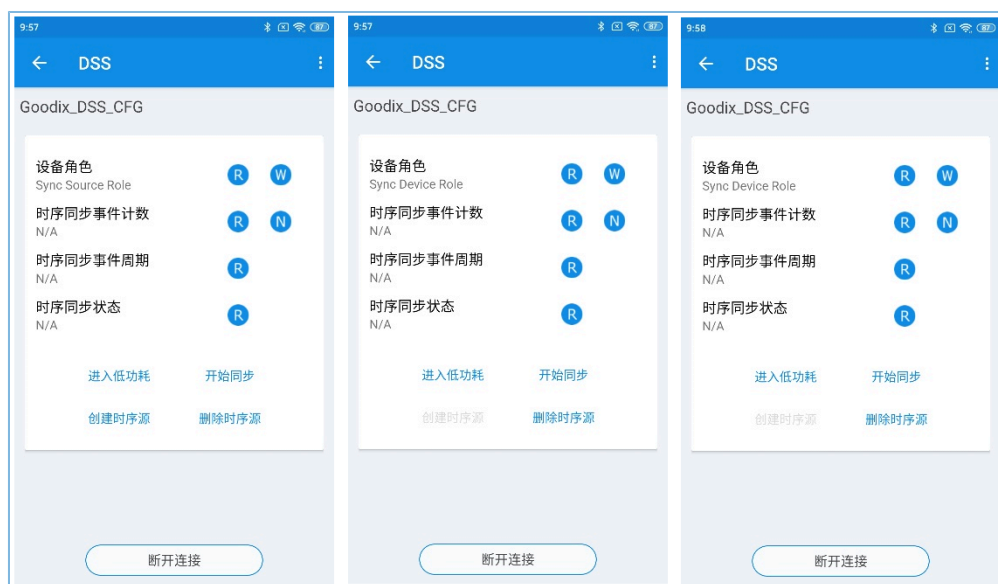 9:57
87
DSS
Goodix_DSS_CFG
设备角色
Sync Source Role
R W
时序同步事件计数
N/A
R N
时序同步事件周期
N/A
R
时序同步状态
N/A
R
进入低功耗 开始同步
创建时序源 删除时序源
断开连接
9:57
87
DSS
Goodix_DSS_CFG
设备角色
Sync Device Role
R W
时序同步事件计数
N/A
R N
时序同步事件周期
N/A
R
时序同步状态
N/A
R
进入低功耗 开始同步
创建时序源 删除时序源
断开连接
9:58
87
DSS
Goodix_DSS_CFG
设备角色
Sync Device Role
R W
时序同步事件计数
N/A
R N
时序同步事件周期
N/A
R
时序同步状态
N/A
R
进入低功耗 开始同步
创建时序源 删除时序源
断开连接